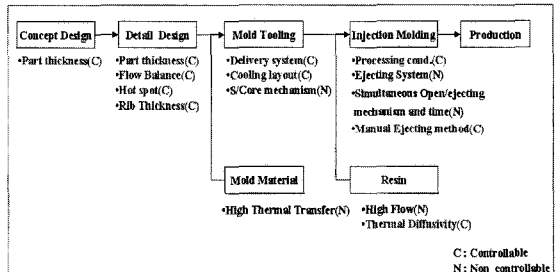 Concept Design
Detail Design
Mold Tooling
Injection Molding
Production
•Part thickness(C)
•Part thickness(C)
•Flow Balance(C)
•Hot spot(C)
•Rib Thickness(C)
•Delivery system(C)
•Cooling layout(C)
•S/Core mechanism(N)
•Processing cond.(C)
•Ejecting System(N)
•Simultaneous Open/ejecting
mechanism and time(N)
•Manual Ejecting method(C)
Mold Material
Resin
•High Thermal Transfer(N)
•High Flow(N)
•Thermal Diffusivity(C)
C : Controllable
N : Non controllable